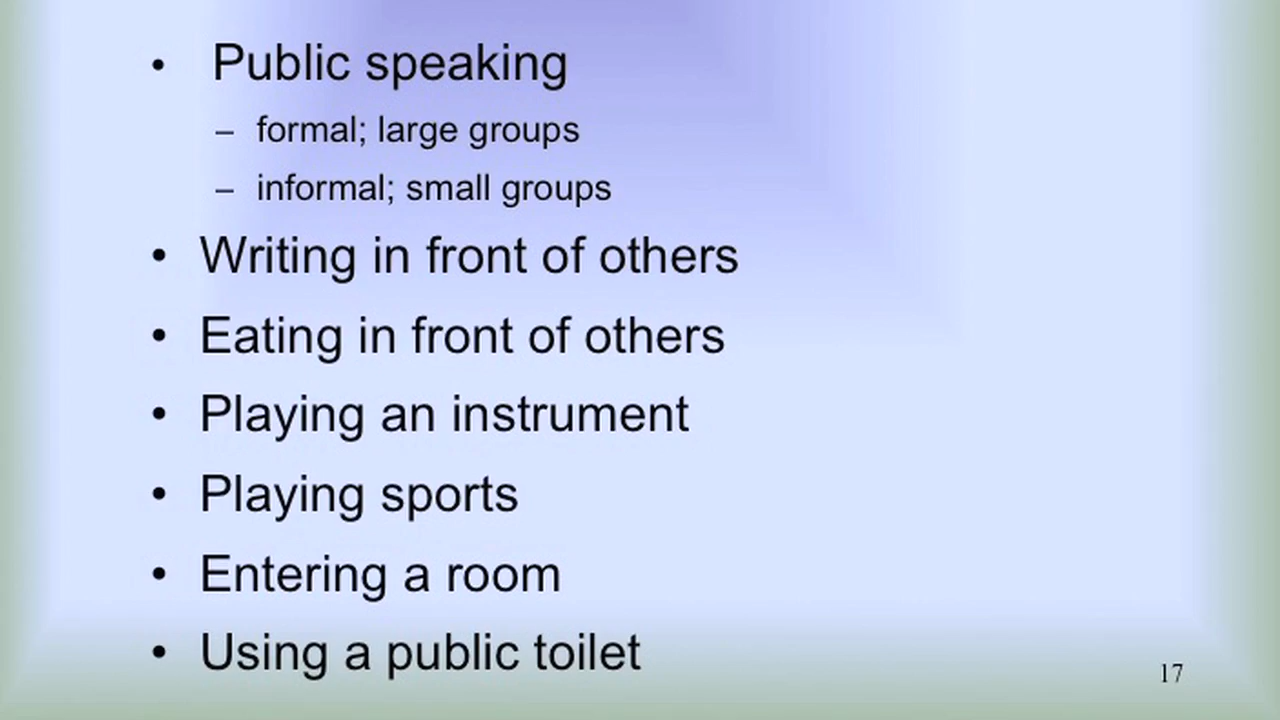 • Public speaking
– formal; large groups
– informal; small groups
• Writing in front of others
• Eating in front of others
• Playing an instrument
• Playing sports
• Entering a room
• Using a public toilet
17